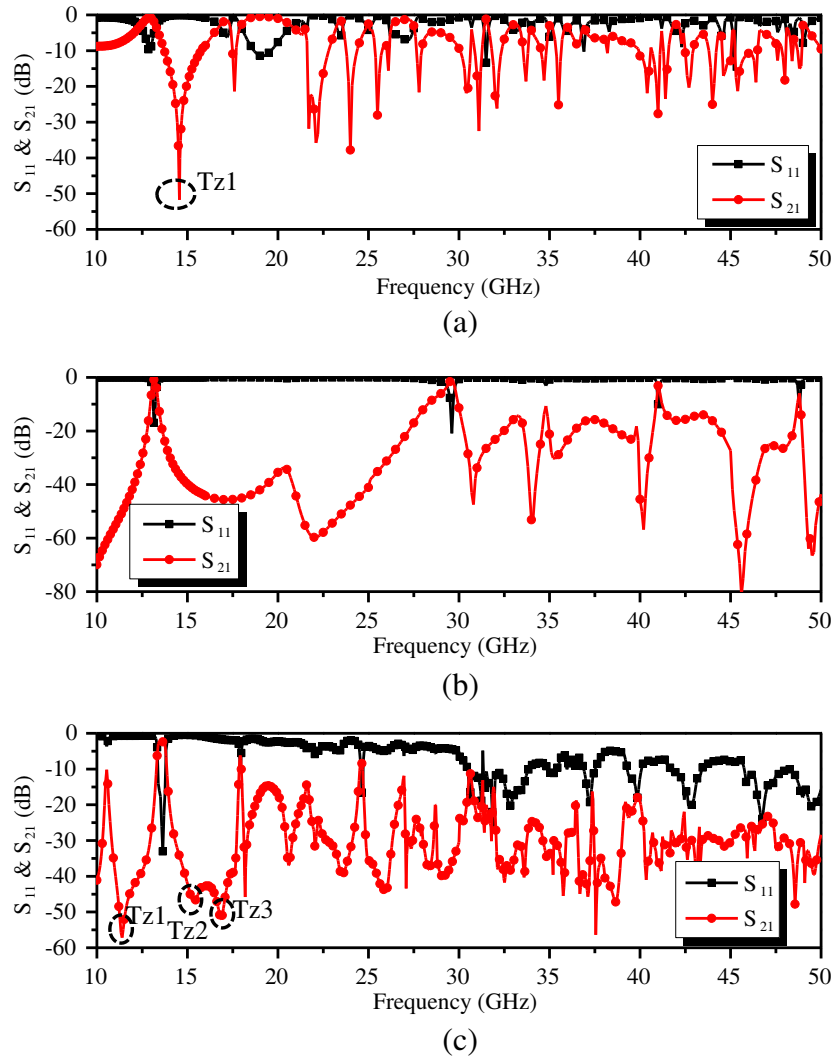 0
-10
-20
-30
-40
-50
-60
S11 & S21 (dB)
Tz1
S11
S21
10 15 20 25 30 35 40 45 50
Frequency (GHz)
(a)
0
-20
-40
-60
-80
S11 & S21 (dB)
S11
S21
10 15 20 25 30 35 40 45 50
Frequency (GHz)
(b)
0
-10
-20
-30
-40
-50
-60
S11 & S21 (dB)
Tz1
Tz2
Tz3
S11
S21
10 15 20 25 30 35 40 45 50
Frequency (GHz)
(c)